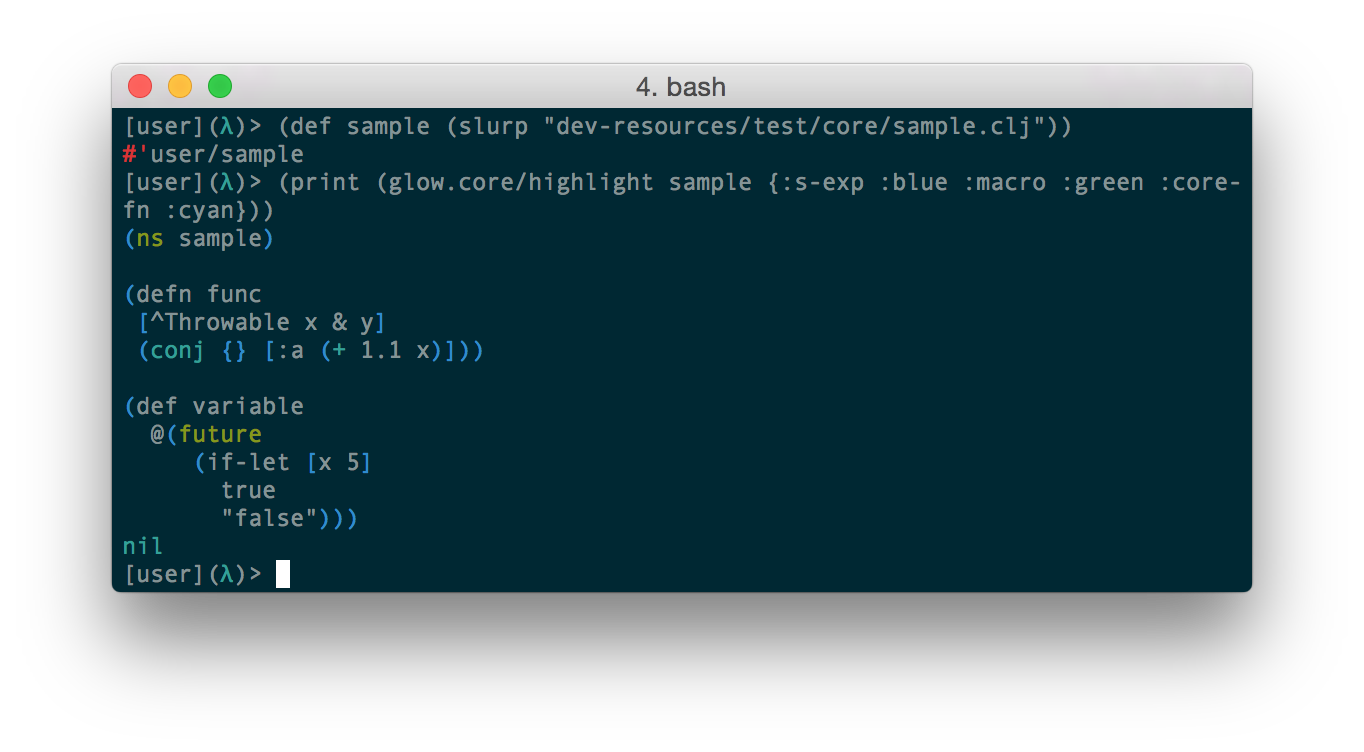 4. bash
[user](λ)> (def sample (slurp "dev-resources/test/core/sample.clj"))
#'user/sample
[user](λ)> (print (glow.core/highlight sample {:s-exp :blue :macro :green :core-
fn :cyan}))
(ns sample)

(defn func
 [^Throwable x & y]
 (conj {} [:a (+ 1.1 x)]))

(def variable
  @(future
     (if-let [x 5]
       true
       "false")))
nil
[user](λ)>